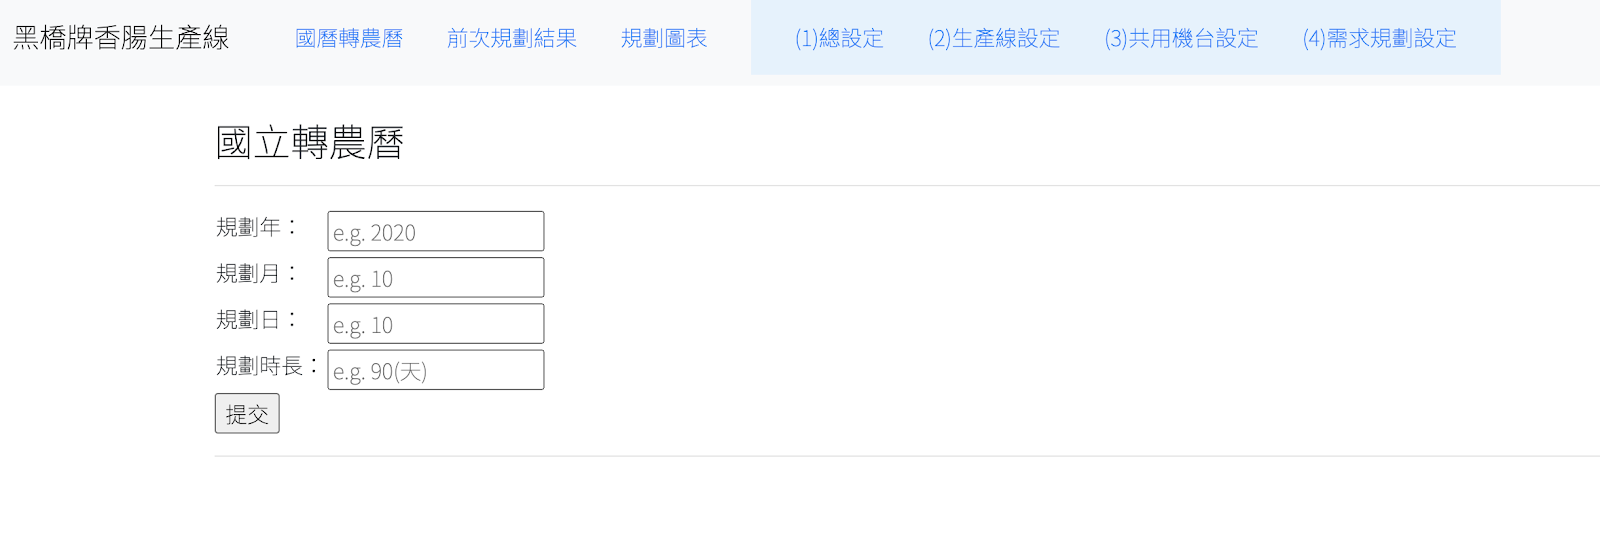 黑橋牌香腸生產線 國曆轉農曆 前次規劃結果 規劃圖表 (1)總設定 (2)生產線設定 (3)共用機台設定 (4)需求規劃設定
國立轉農曆
規劃年： e.g. 2020
規劃月： e.g. 10
規劃日： e.g. 10
規劃時長： e.g. 90(天)
提交